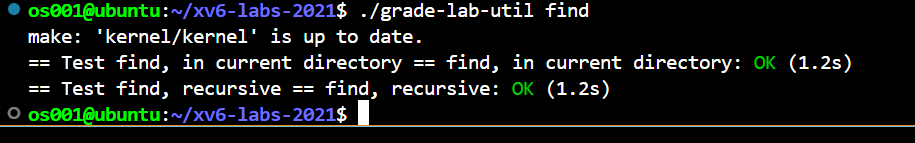 os001@ubuntu:~/xv6-labs-2021$ ./grade-lab-util find
make: 'kernel/kernel' is up to date.
== Test find, in current directory == find, in current directory: OK (1.2s)
== Test find, recursive == find, recursive: OK (1.2s)
os001@ubuntu:~/xv6-labs-2021$